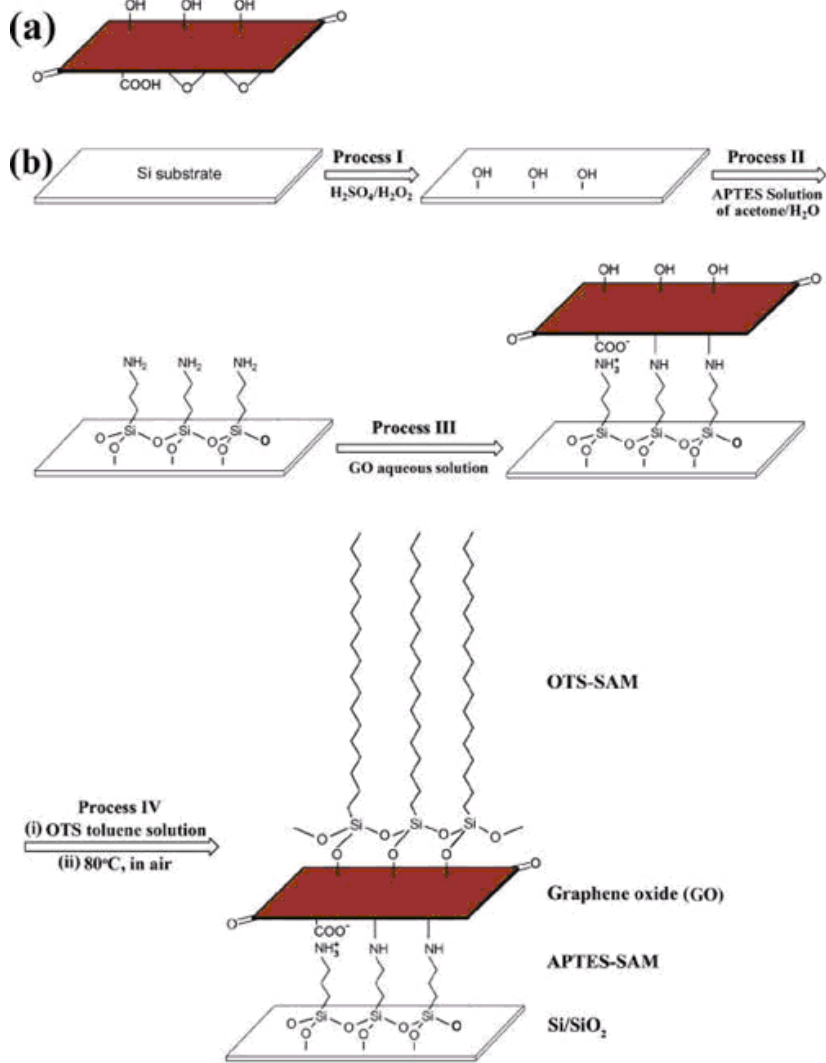 (a)
OH OH OH
O
O
COOH O O
(b)
Si substrate
Process I
H₂SO₄/H₂O₂
OH OH OH
Process II
APTES Solution
of acetone/H₂O
NH₂ NH₂ NH₂
Si Si Si
O O O O
O O O
Process III
GO aqueous solution
OH OH OH
O
O
COO⁻
NH₃⁺ NH NH
Si Si Si
O O O O
O O O
OTS-SAM
Process IV
(i) OTS toluene solution
(ii) 80°C, in air
Si Si Si
O O O O
O O O
O
O
Graphene oxide (GO)
COO⁻
NH₃⁺ NH NH
APTES-SAM
Si Si Si
O O O O
O O O
Si/SiO₂